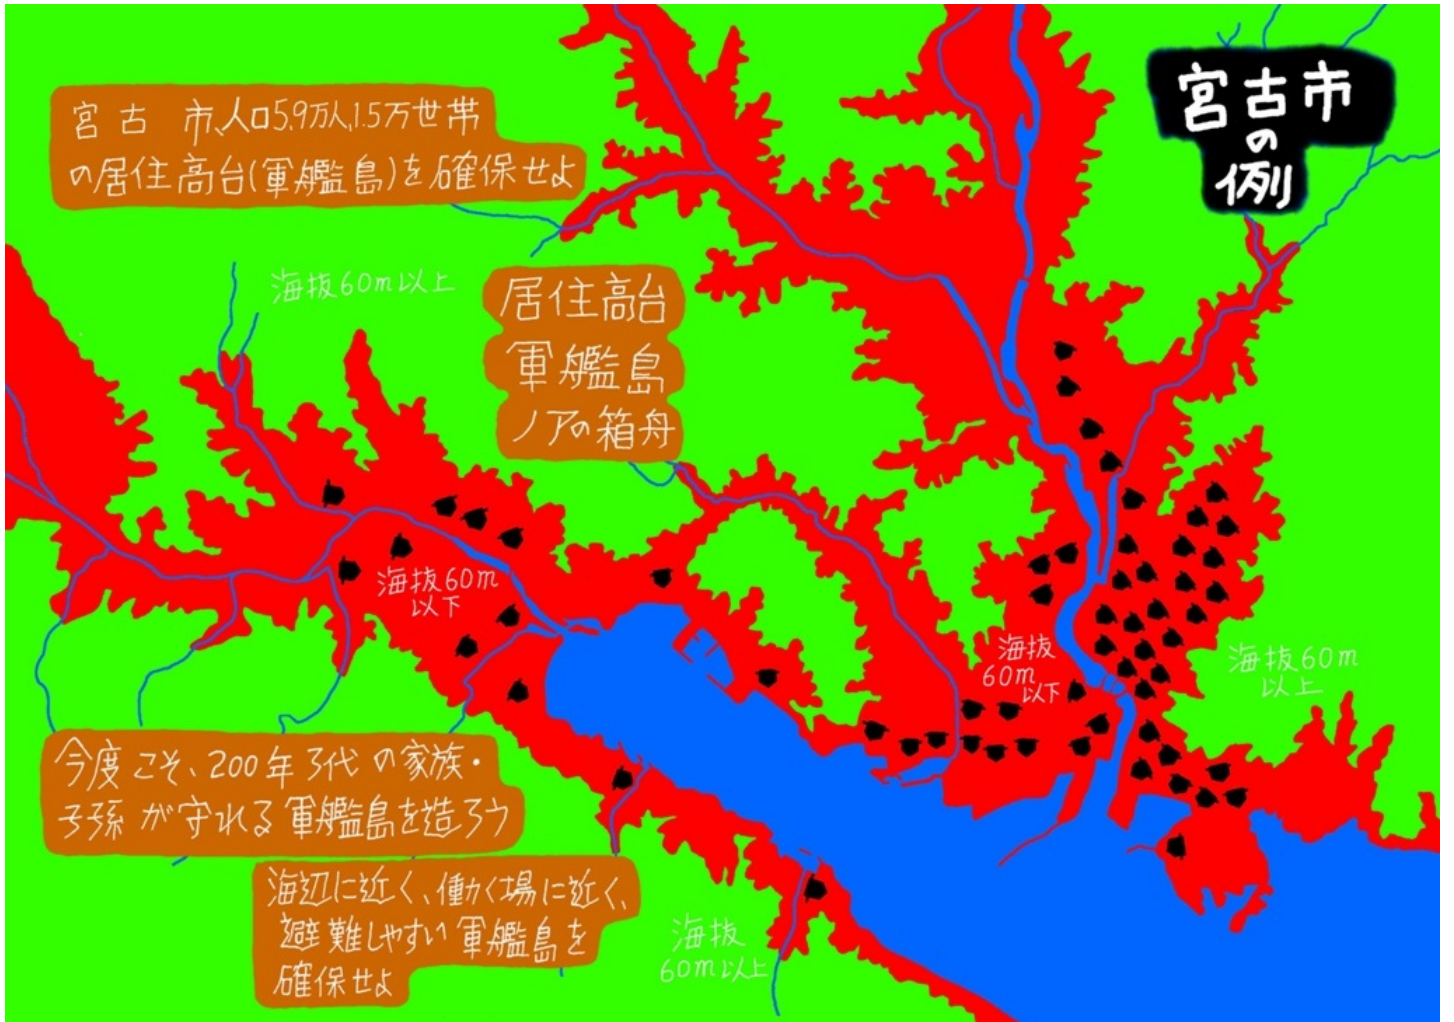 宮古市
の
例
宮古 市、人口5.9万人、1.5万世帯
の居住高台(軍艦島)を確保せよ
海抜60m以上
居住高台
軍艦島
ノアの箱舟
海抜60m
以下
海抜
60m
以下
海抜60m
以上
今度こそ、200年3代の家族・
子孫が守れる軍艦島を造ろう
海辺に近く、働く場に近く、
避難しやすい軍艦島を
確保せよ
海抜
60m以上